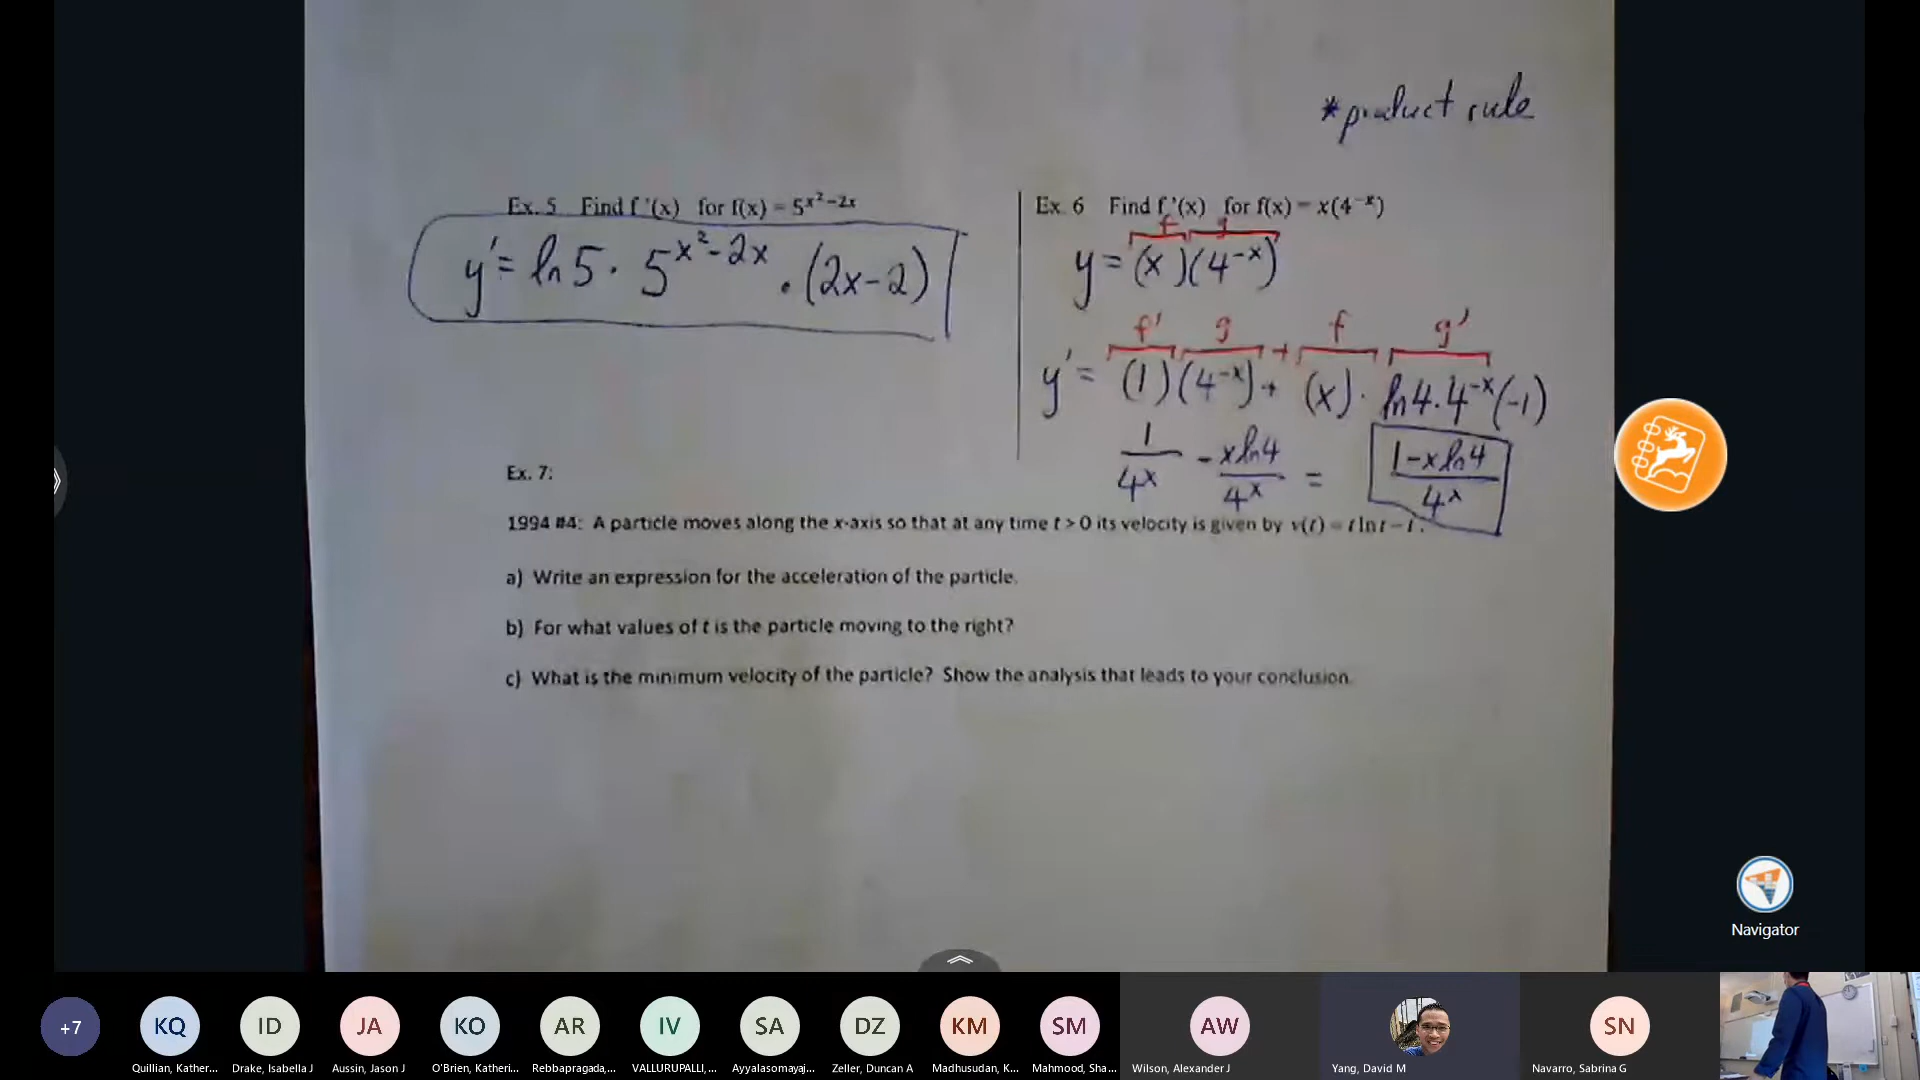 *product rule
Ex. 5 Find f '(x) for f(x) = 5^{x²-2x}
y' = ln 5 · 5^{x²-2x} · (2x-2)
Ex. 6 Find f '(x) for f(x) = x(4^{-x})
f g
y = (x)(4^{-x})
f' g + f g'
y' = (1)(4^{-x}) + (x) · ln4 · 4^{-x}(-1)
1/4^x - xln4/4^x = 1-xln4/4^x
Ex. 7:
1994 #4: A particle moves along the x-axis so that at any time t > 0 its velocity is given by v(t) = t ln t - t.
a) Write an expression for the acceleration of the particle.
b) For what values of t is the particle moving to the right?
c) What is the minimum velocity of the particle? Show the analysis that leads to your conclusion.
Navigator
+7 KQ ID JA KO AR IV SA DZ KM SM AW SN
Quillian, Kather... Drake, Isabella J Aussin, Jason J O'Brien, Katheri... Rebbapragada,... VALLURUPALLI,... Ayyalasomayaj... Zeller, Duncan A Madhusudan, K... Mahmood, Sha... Wilson, Alexander J Yang, David M Navarro, Sabrina G